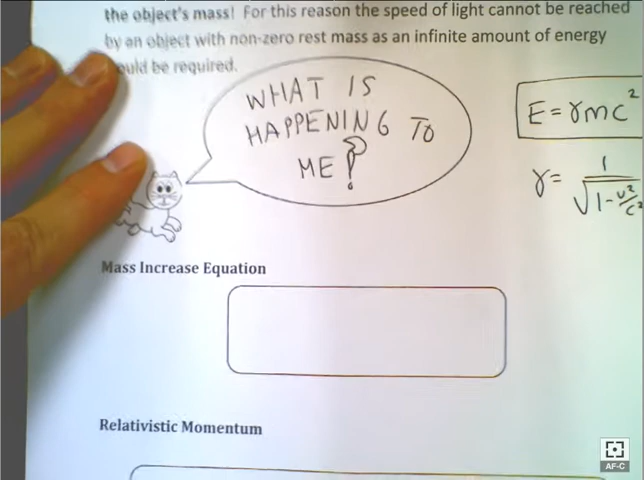 the object's mass! For this reason the speed of light cannot be reached
by an object with non-zero rest mass as an infinite amount of energy
be required.
WHAT IS
HAPPENING TO
ME?
E = γmc²
γ = 1/√(1-v²/c²)
Mass Increase Equation
Relativistic Momentum
AF-C